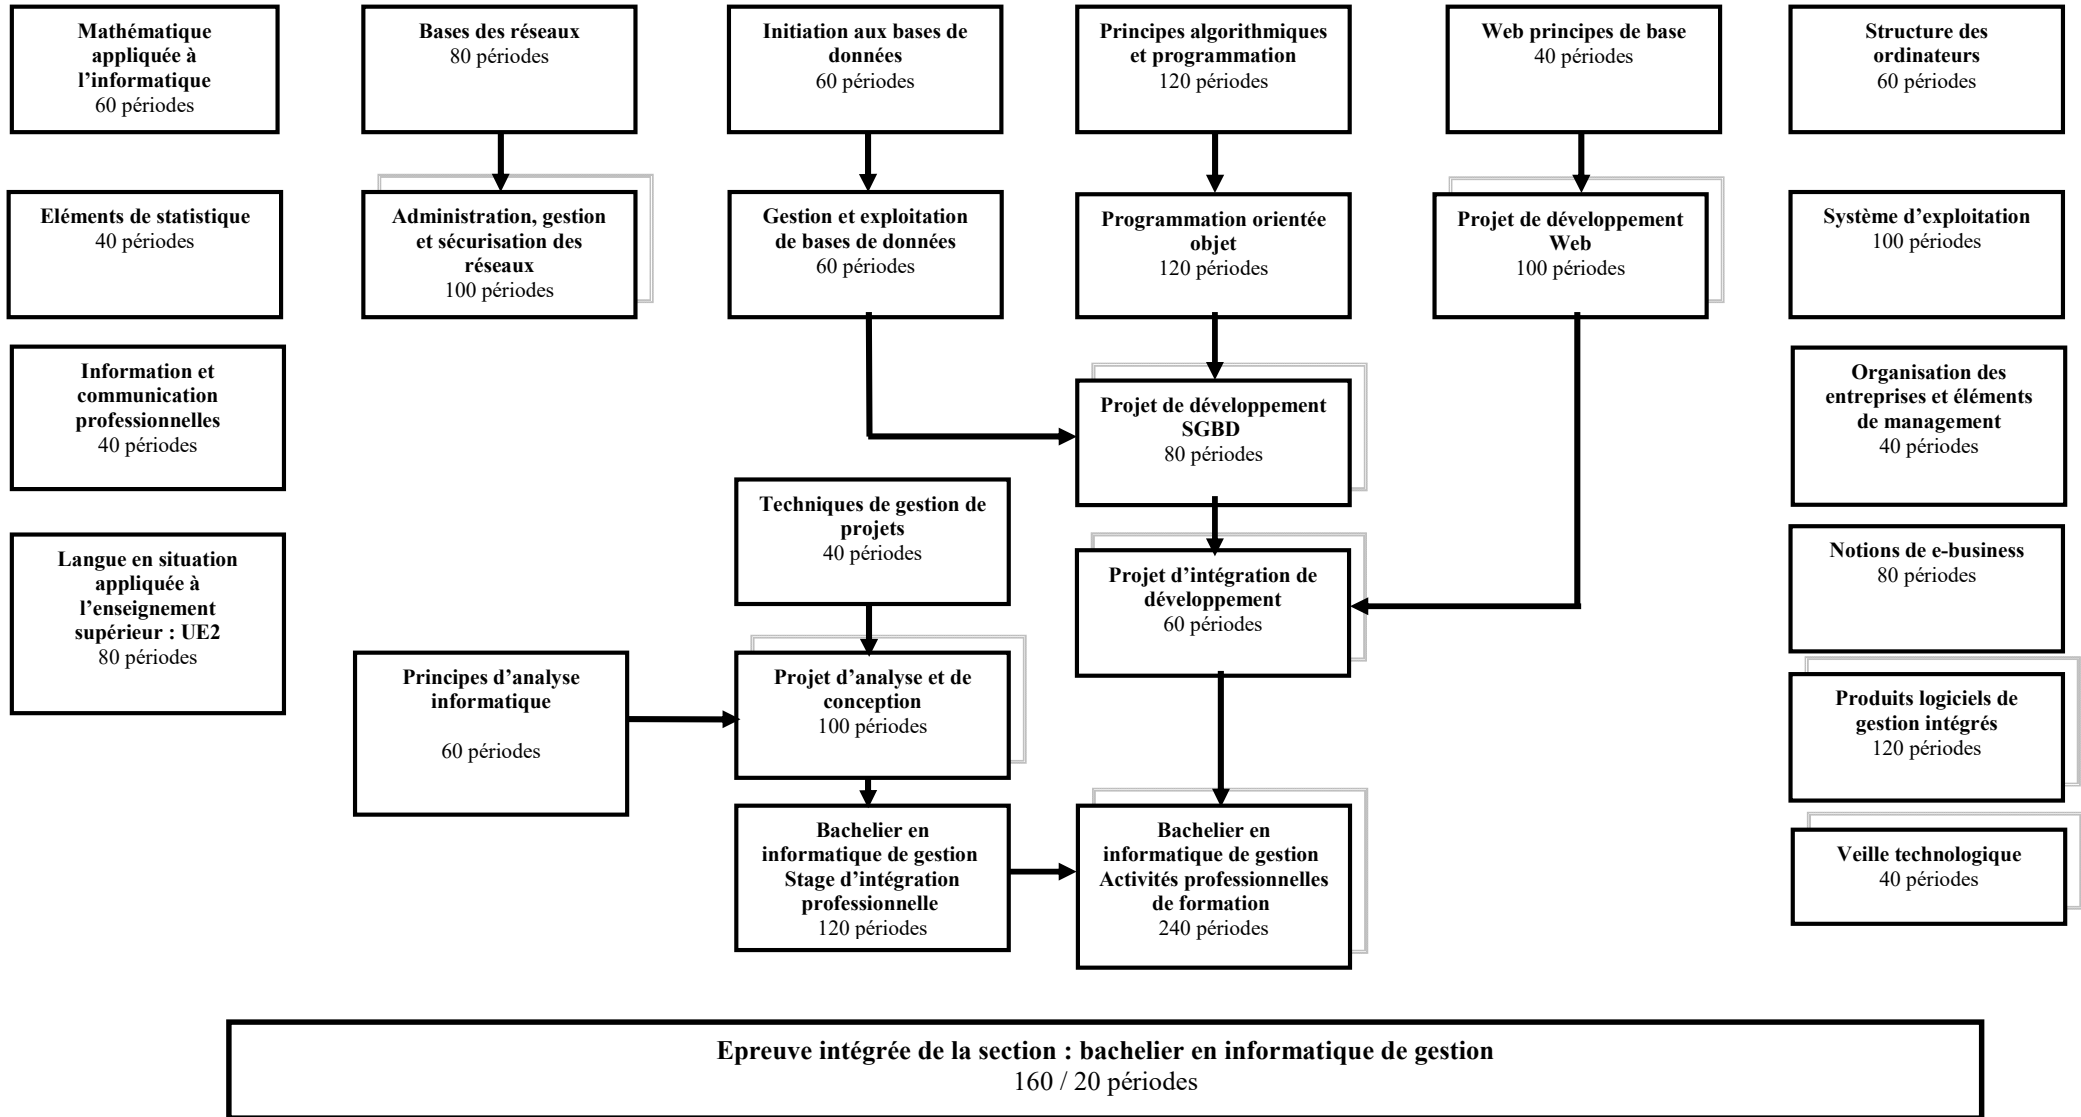 Mathématique
appliquée à
l’informatique
60 périodes
Bases des réseaux
80 périodes
Initiation aux bases de
données
60 périodes
Principes algorithmiques
et programmation
120 périodes
Web principes de base
40 périodes
Structure des
ordinateurs
60 périodes
Eléments de statistique
40 périodes
Administration, gestion
et sécurisation des
réseaux
100 périodes
Gestion et exploitation
de bases de données
60 périodes
Programmation orientée
objet
120 périodes
Projet de développement
Web
100 périodes
Système d’exploitation
100 périodes
Information et
communication
professionnelles
40 périodes
Projet de développement
SGBD
80 périodes
Organisation des
entreprises et éléments
de management
40 périodes
Techniques de gestion de
projets
40 périodes
Langue en situation
appliquée à
l’enseignement
supérieur : UE2
80 périodes
Projet d’intégration de
développement
60 périodes
Notions de e-business
80 périodes
Principes d’analyse
informatique
60 périodes
Projet d’analyse et de
conception
100 périodes
Produits logiciels de
gestion intégrés
120 périodes
Bachelier en
informatique de gestion
Stage d’intégration
professionnelle
120 périodes
Bachelier en
informatique de gestion
Activités professionnelles
de formation
240 périodes
Veille technologique
40 périodes
Epreuve intégrée de la section : bachelier en informatique de gestion
160 / 20 périodes